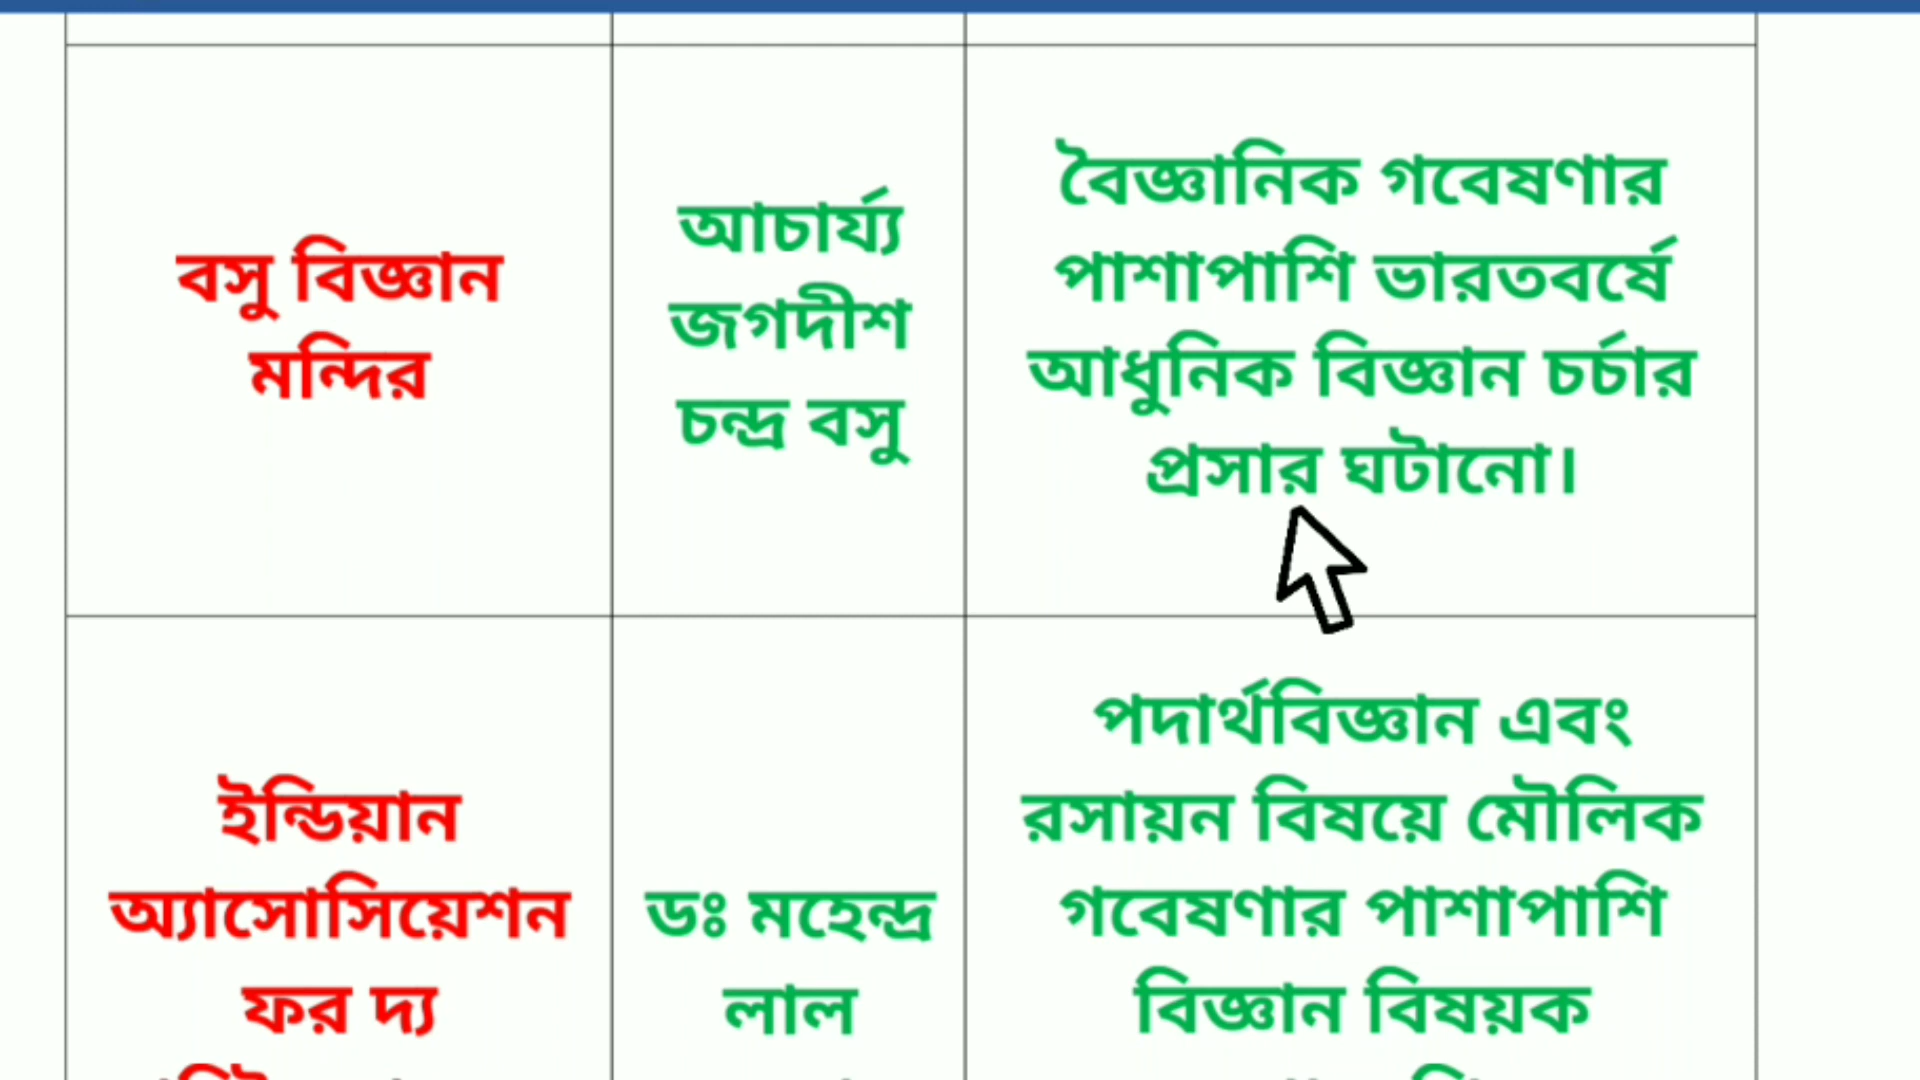 বসু বিজ্ঞান
মন্দির
আচার্য্য
জগদীশ
চন্দ্র বসু
বৈজ্ঞানিক গবেষণার
পাশাপাশি ভারতবর্ষে
আধুনিক বিজ্ঞান চর্চার
প্রসার ঘটানো।
ইন্ডিয়ান
অ্যাসোসিয়েশন
ফর দ্য
ডঃ মহেন্দ্র
লাল
পদার্থবিজ্ঞান এবং
রসায়ন বিষয়ে মৌলিক
গবেষণার পাশাপাশি
বিজ্ঞান বিষয়ক